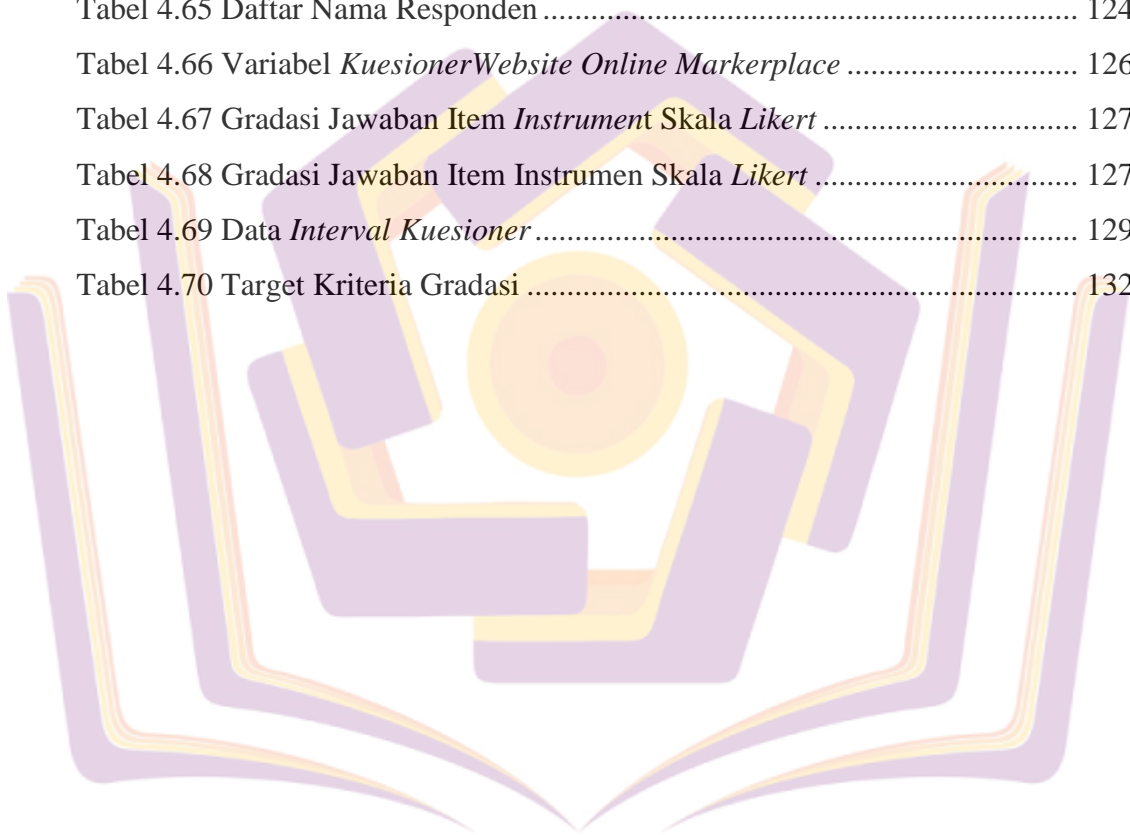 Tabel 4.65 Daftar Nama Responden ........................................................................ 124
Tabel 4.66 Variabel KuesionerWebsite Online Markerplace ............................. 126
Tabel 4.67 Gradasi Jawaban Item Instrument Skala Likert ................................ 127
Tabel 4.68 Gradasi Jawaban Item Instrumen Skala Likert ................................. 127
Tabel 4.69 Data Interval Kuesioner .................................................................... 129
Tabel 4.70 Target Kriteria Gradasi ..................................................................... 132